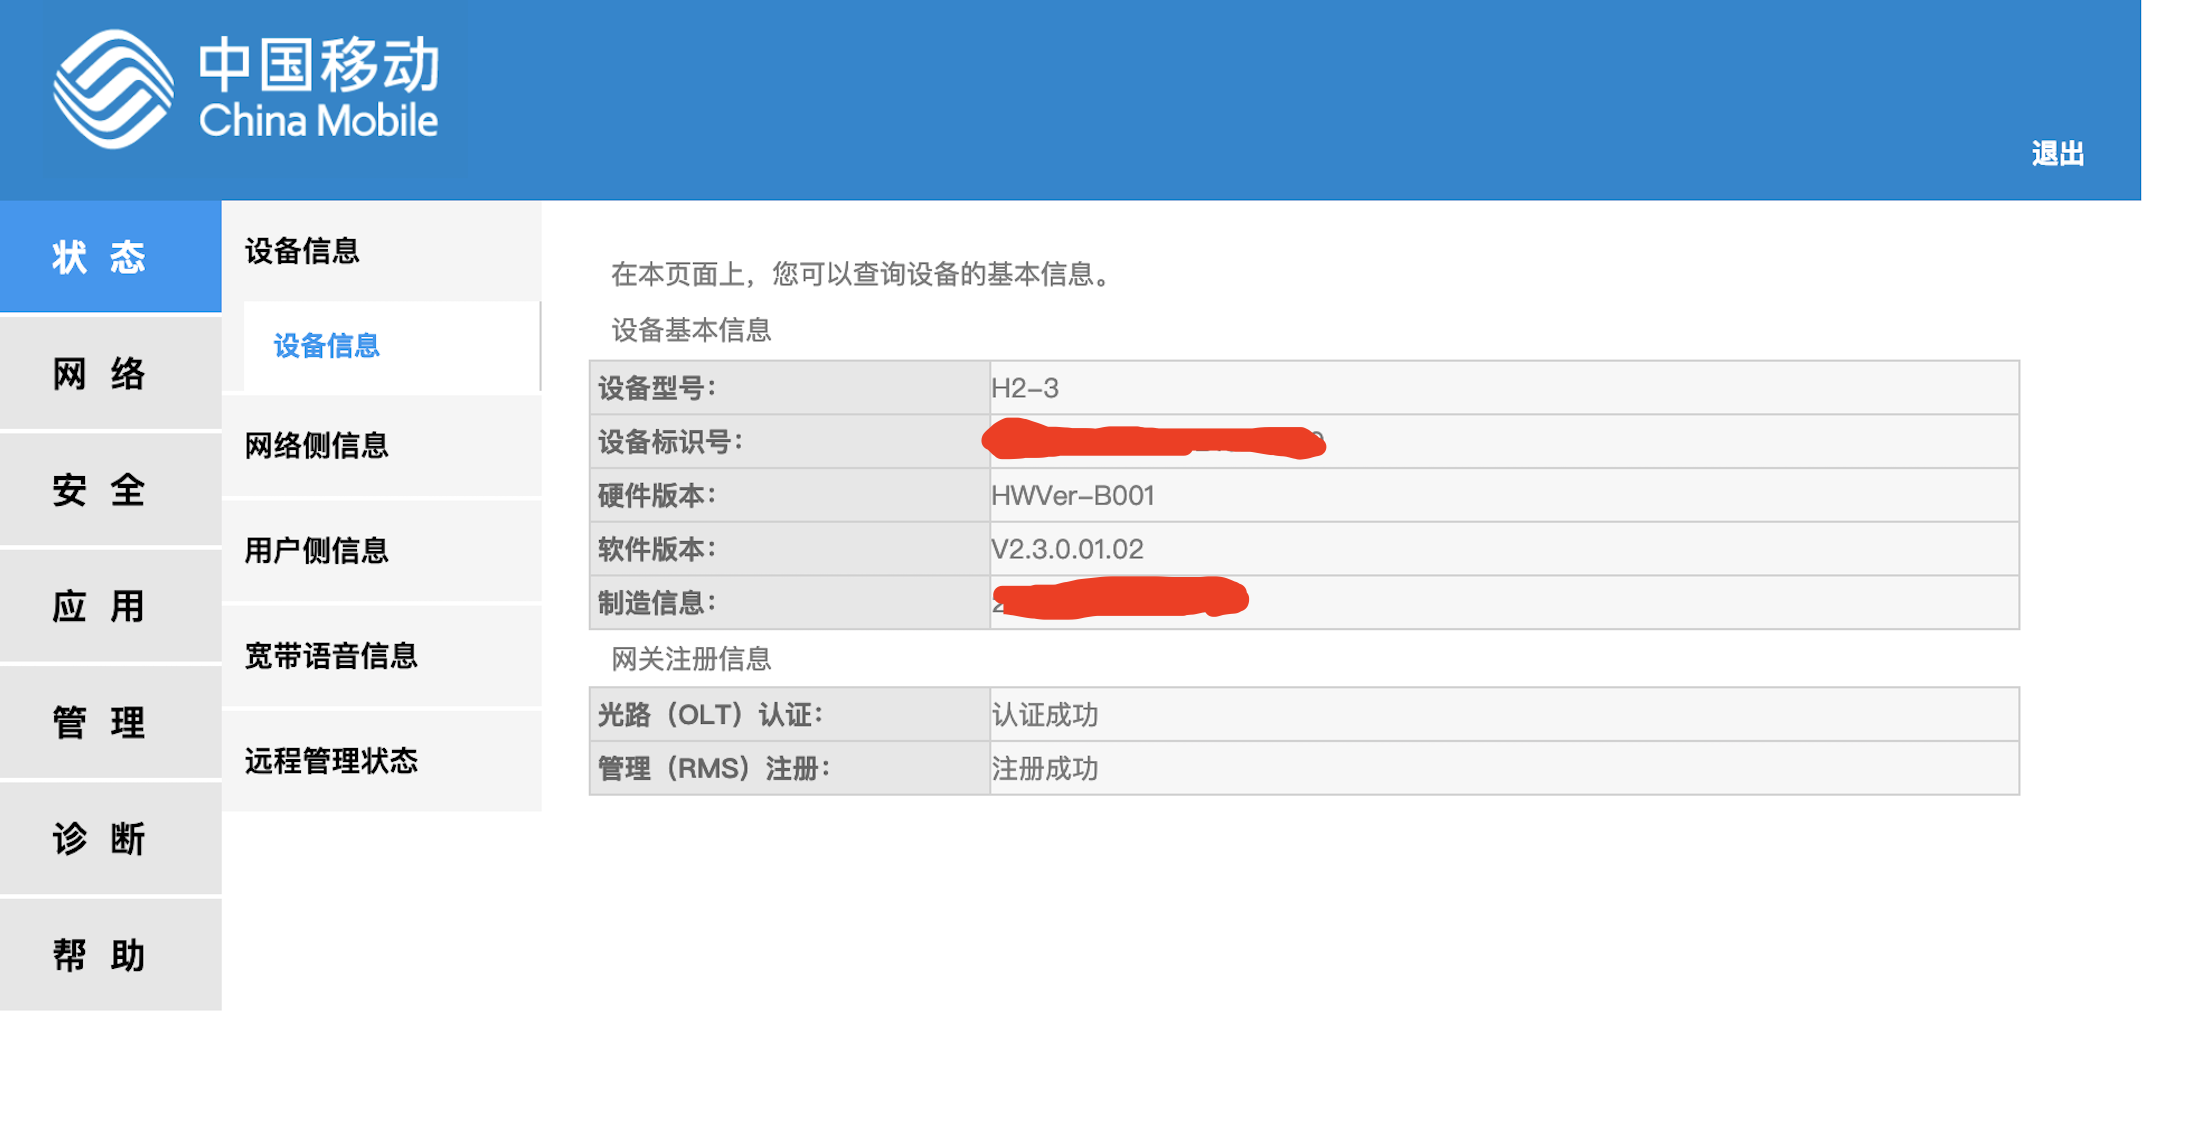 中国移动
China Mobile
退出
状 态
网 络
安 全
应 用
管 理
诊 断
帮 助
设备信息
设备信息
网络侧信息
用户侧信息
宽带语音信息
远程管理状态
在本页面上，您可以查询设备的基本信息。
设备基本信息
设备型号： H2-3
设备标识号：
硬件版本： HWVer-B001
软件版本： V2.3.0.01.02
制造信息：
网关注册信息
光路（OLT）认证： 认证成功
管理（RMS）注册： 注册成功